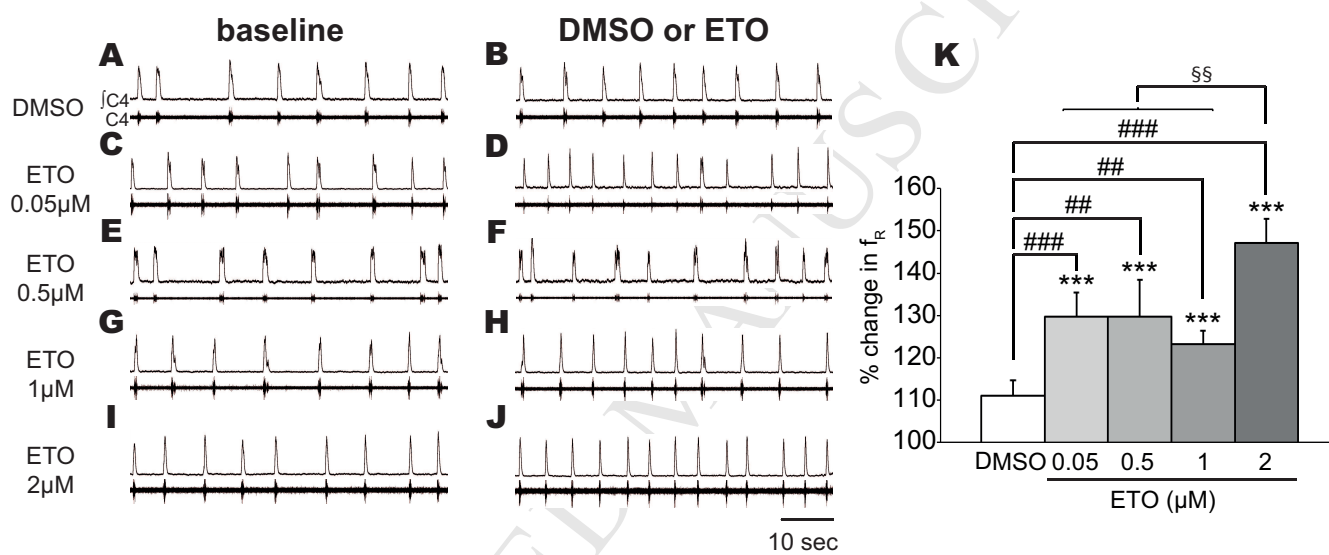 baseline
DMSO or ETO
A
B
DMSO
∫C4
C4
C
D
ETO
0.05µM
E
F
ETO
0.5µM
G
H
ETO
1µM
I
J
ETO
2µM
10 sec
K
§§
###
##
##
###
***
***
***
***
% change in fR
160
150
140
130
120
110
100
DMSO 0.05 0.5 1 2
ETO (µM)